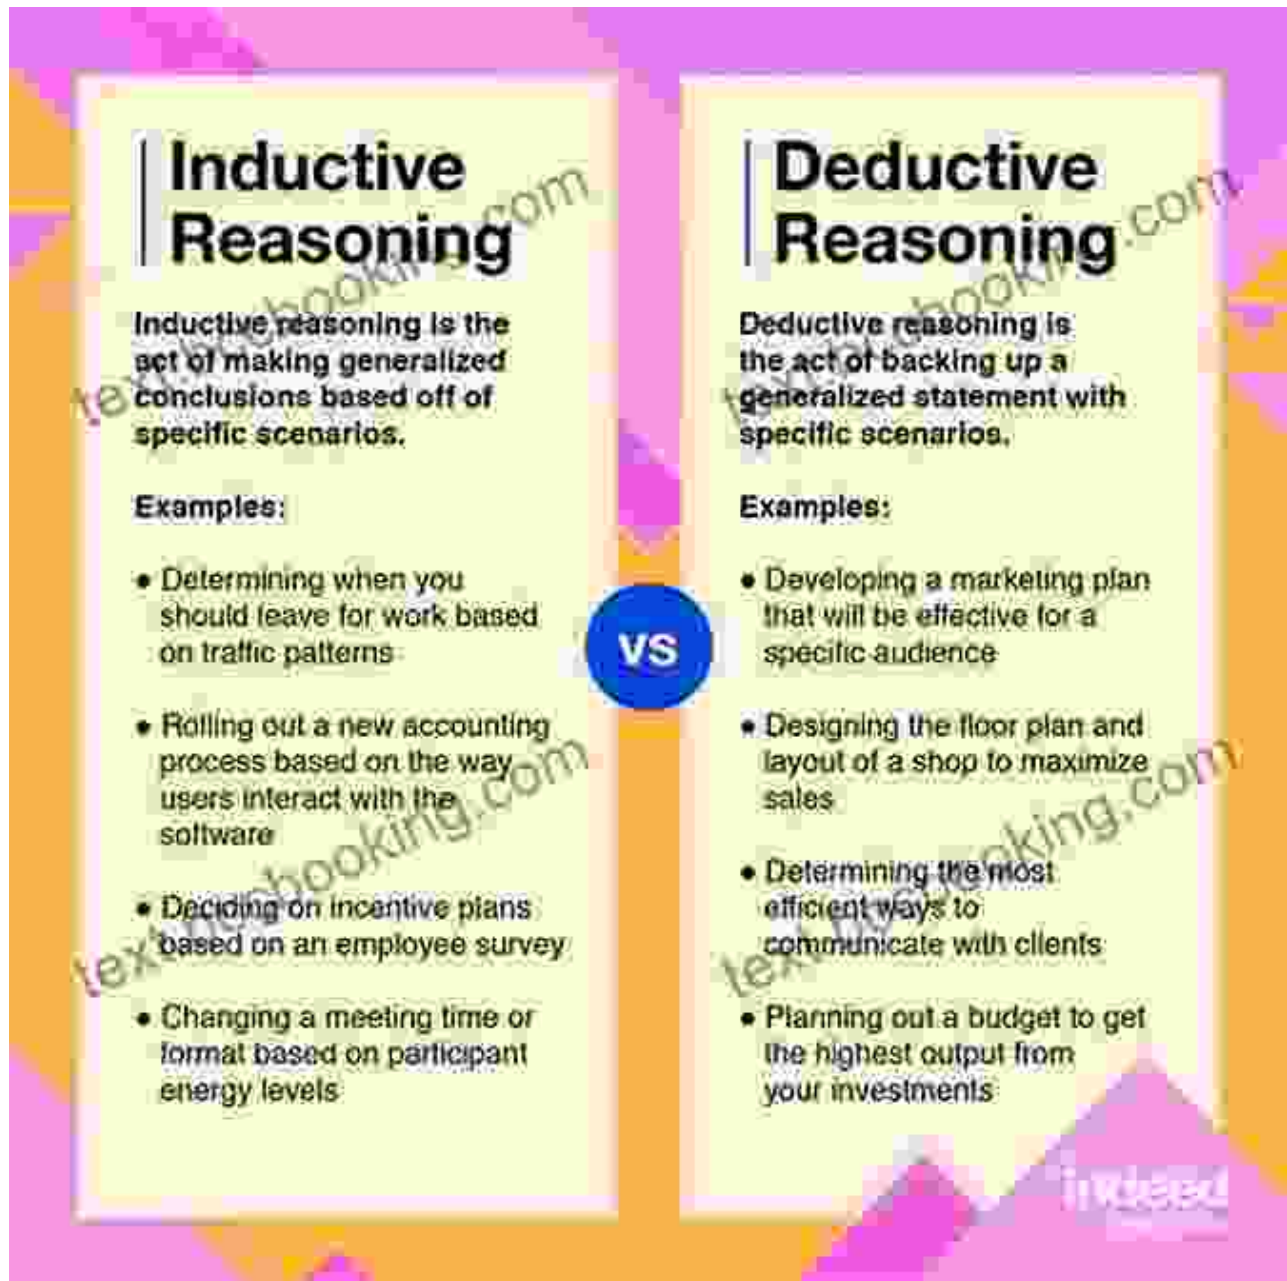 Inductive
Reasoning
Inductive reasoning is the
act of making generalized
conclusions based off of
specific scenarios.
Examples:
• Determining when you
should leave for work based
on traffic patterns
• Rolling out a new accounting
process based on the way
users interact with the
software
• Deciding on incentive plans
based on an employee survey
• Changing a meeting time or
format based on participant
energy levels
vs
Deductive
Reasoning
Deductive reasoning is
the act of backing up a
generalized statement with
specific scenarios.
Examples:
• Developing a marketing plan
that will be effective for a
specific audience
• Designing the floor plan and
layout of a shop to maximize
sales
• Determining the most
efficient ways to
communicate with clients
• Planning out a budget to get
the highest output from
your investments
indeed